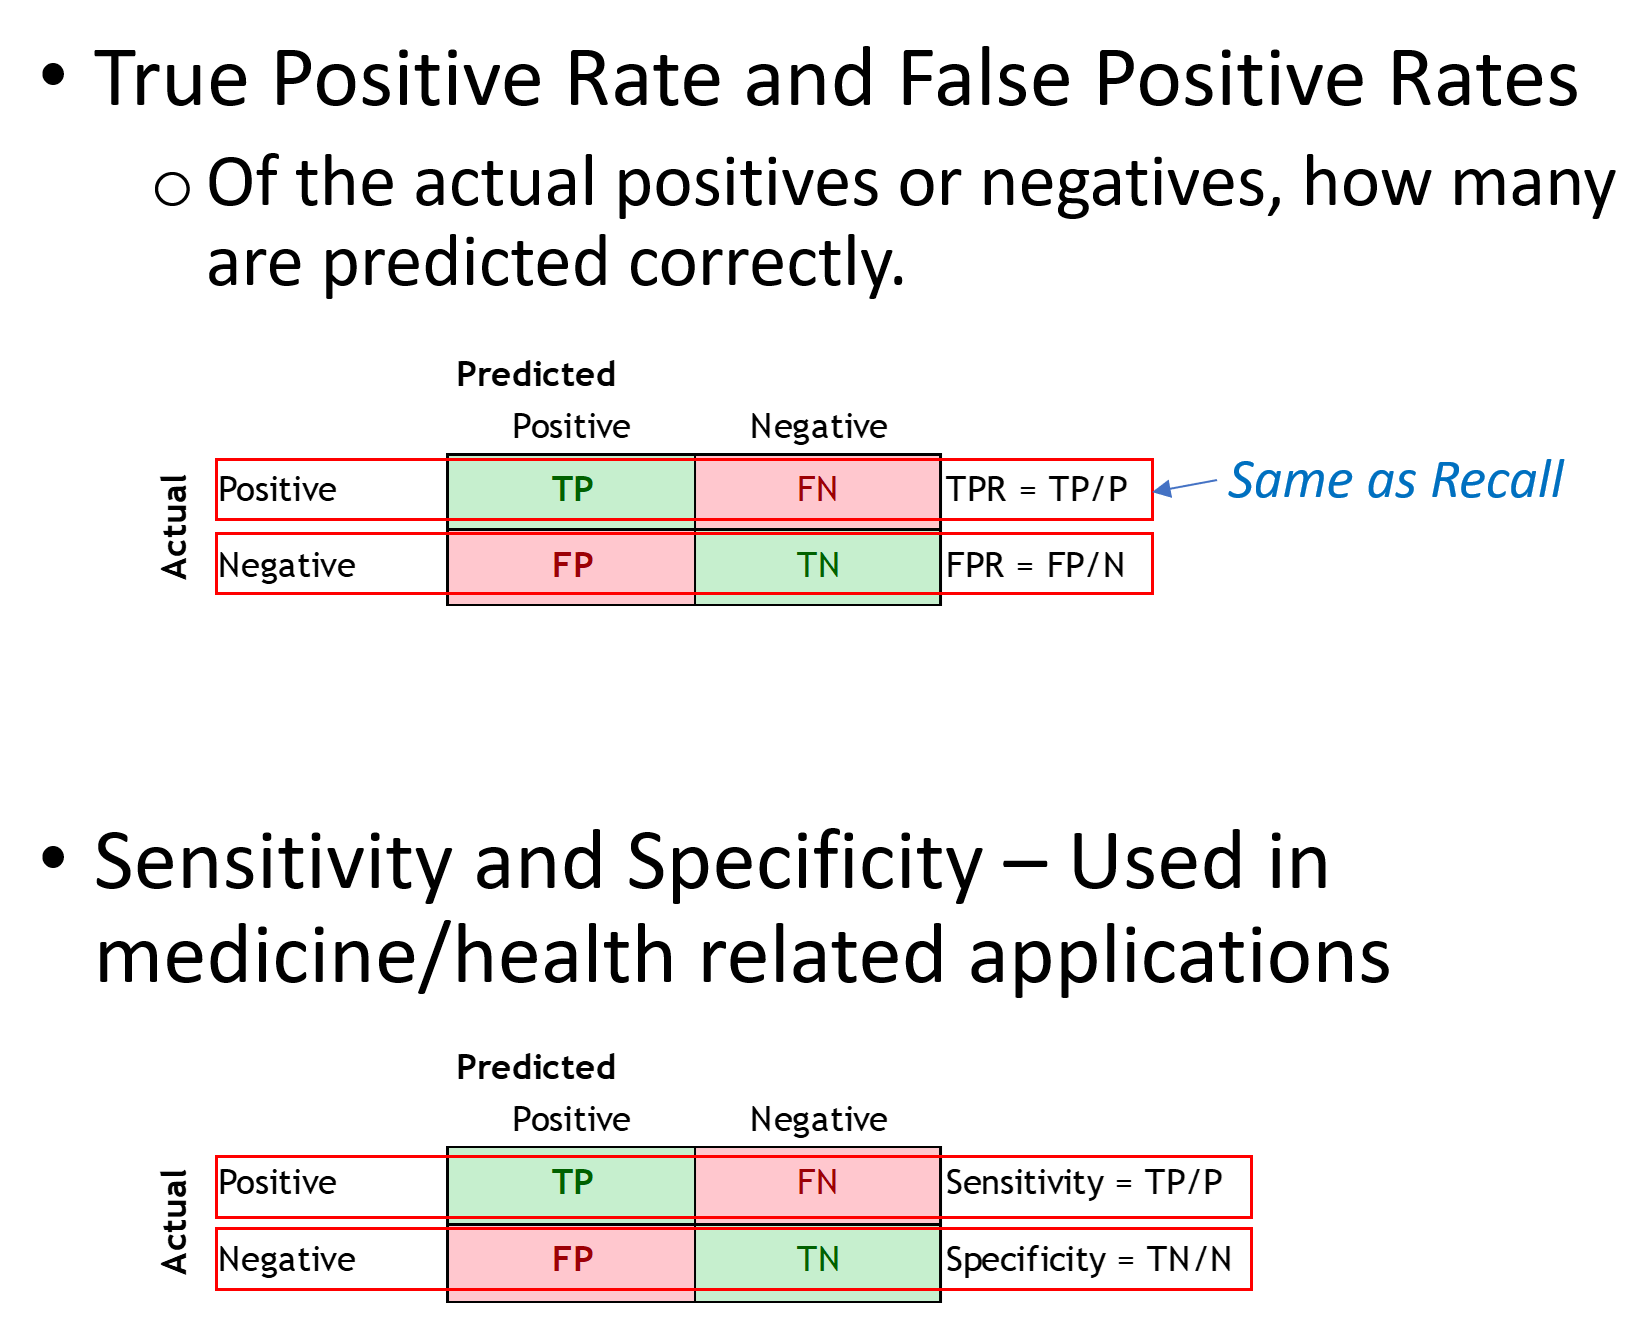 • True Positive Rate and False Positive Rates
o Of the actual positives or negatives, how many
are predicted correctly.
Predicted
Positive Negative
Actual
Positive TP FN TPR = TP/P Same as Recall
Negative FP TN FPR = FP/N
• Sensitivity and Specificity – Used in
medicine/health related applications
Predicted
Positive Negative
Actual
Positive TP FN Sensitivity = TP/P
Negative FP TN Specificity = TN/N